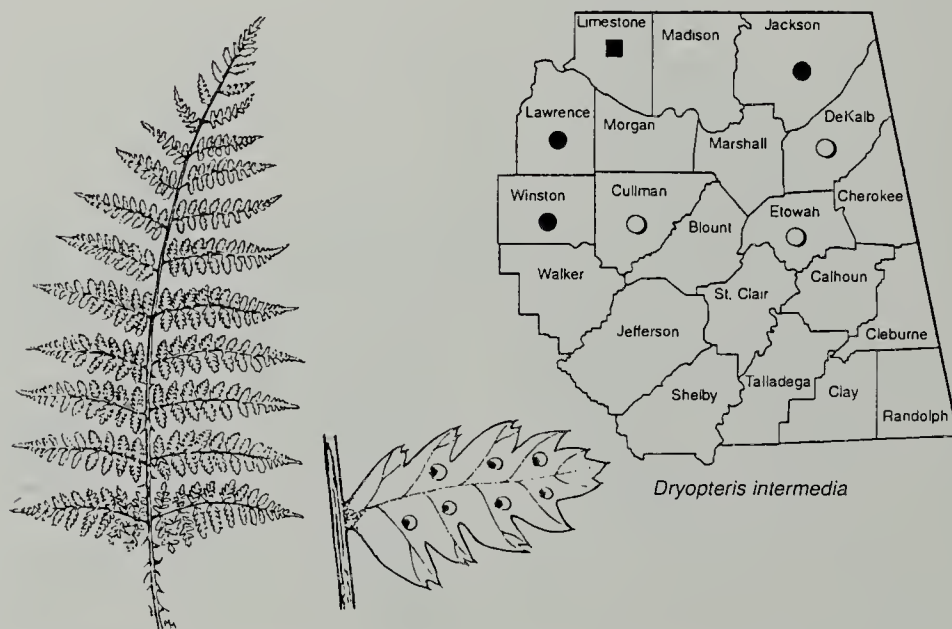 Limestone
Madison
Jackson
Lawrence
Morgan
Marshall
DeKalb
Winston
Cullman
Blount
Etowah
Cherokee
Walker
St. Clair
Calhoun
Jefferson
Cleburne
Shelby
Talladega
Clay
Randolph
Dryopteris intermedia